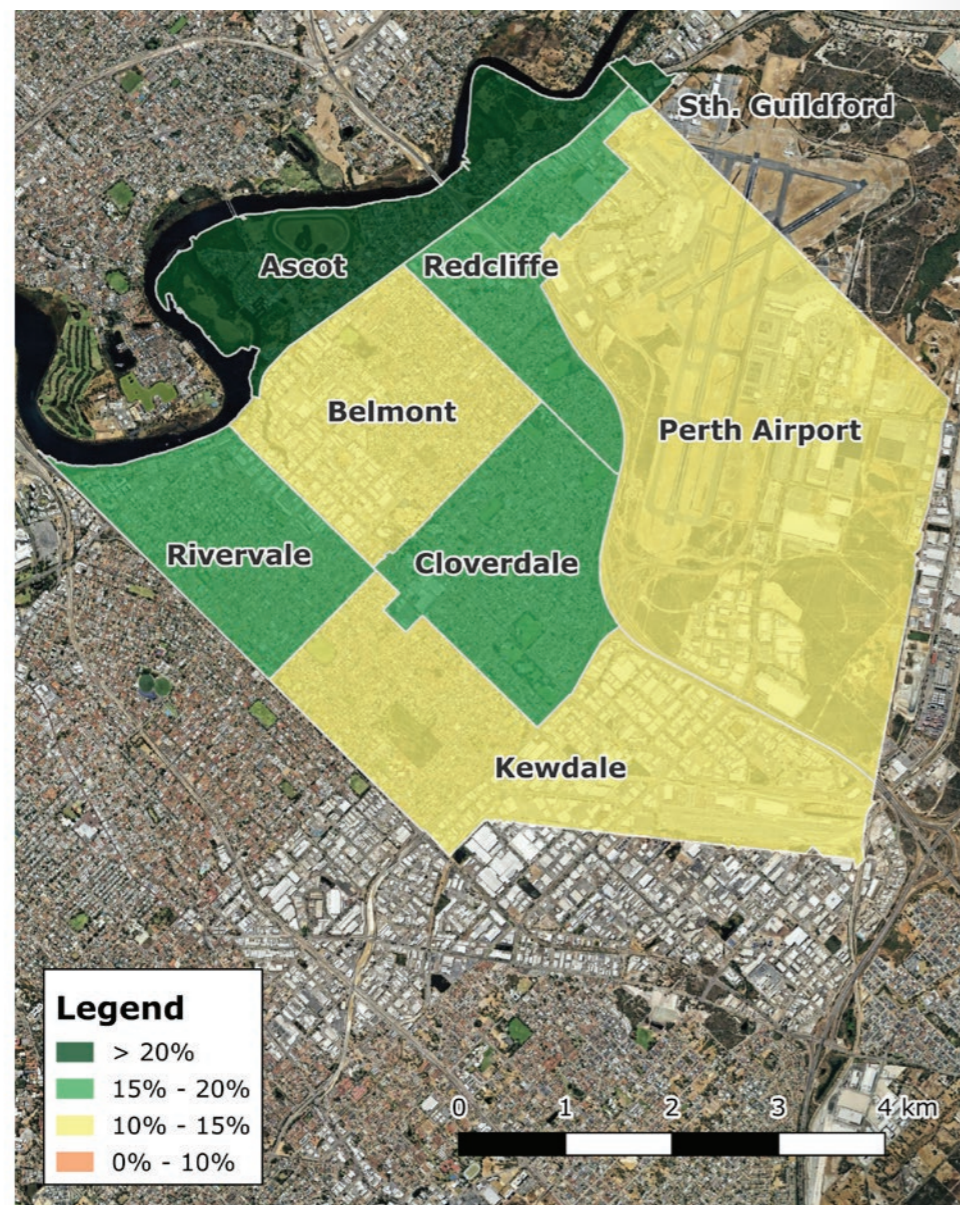 Sth. Guildford
Ascot
Redcliffe
Belmont
Perth Airport
Rivervale
Cloverdale
Kewdale
Legend
> 20%
15% - 20%
10% - 15%
0% - 10%
0 1 2 3 4 km